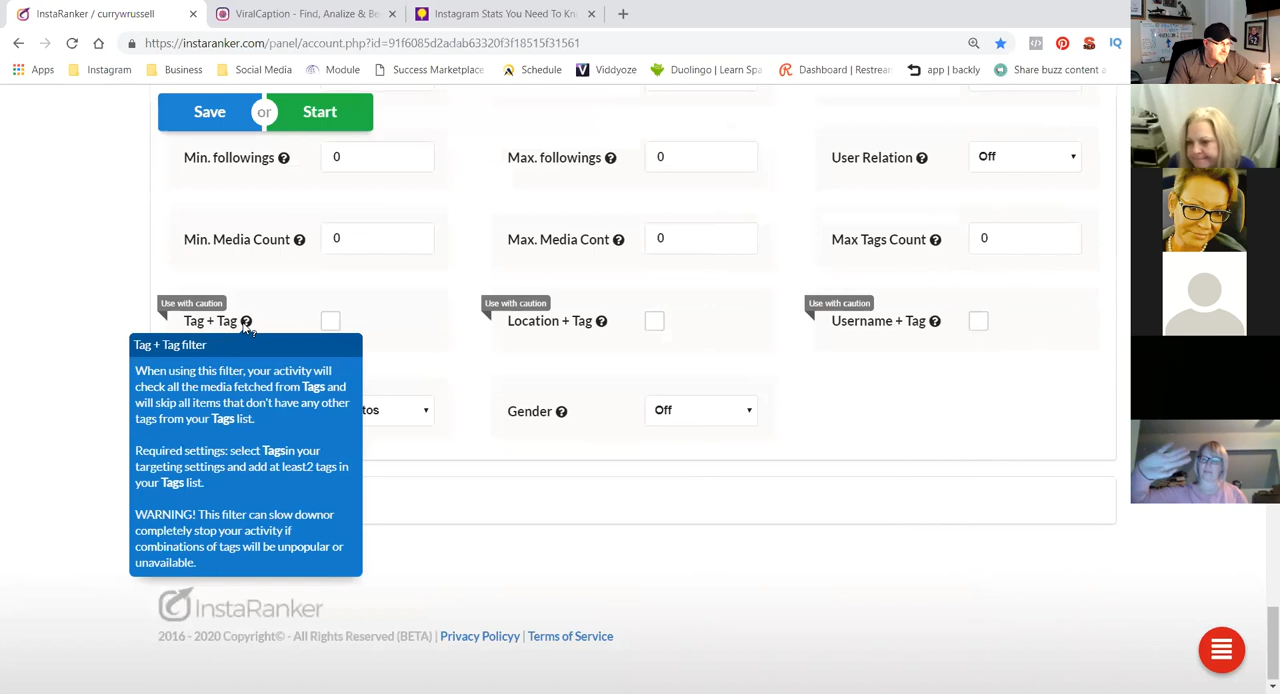 InstaRanker / currywrussell
ViralCaption - Find, Analize & Be
Instagram Stats You Need To Kn
https://instaranker.com/panel/account.php?id=91f6085d2adab63320f3f18515f31561
Apps Instagram Business Social Media Module Success Marketplace Schedule Viddyoze Duolingo | Learn Spa Dashboard | Restrean app | backly Share buzz content a
IQ
Save or Start
Min. followings 0 Max. followings 0 User Relation Off
Min. Media Count 0 Max. Media Cont 0 Max Tags Count 0
Use with caution Use with caution Use with caution
Tag + Tag Location + Tag Username + Tag
Tag + Tag filter
When using this filter, your activity will
check all the media fetched from Tags and
will skip all items that don't have any other
tags from your Tags list.
tos Gender Off
Required settings: select Tagsin your
targeting settings and add at least2 tags in
your Tags list.
WARNING! This filter can slow downor
completely stop your activity if
combinations of tags will be unpopular or
unavailable.
InstaRanker
2016 - 2020 Copyright© - All Rights Reserved (BETA) | Privacy Policyy | Terms of Service